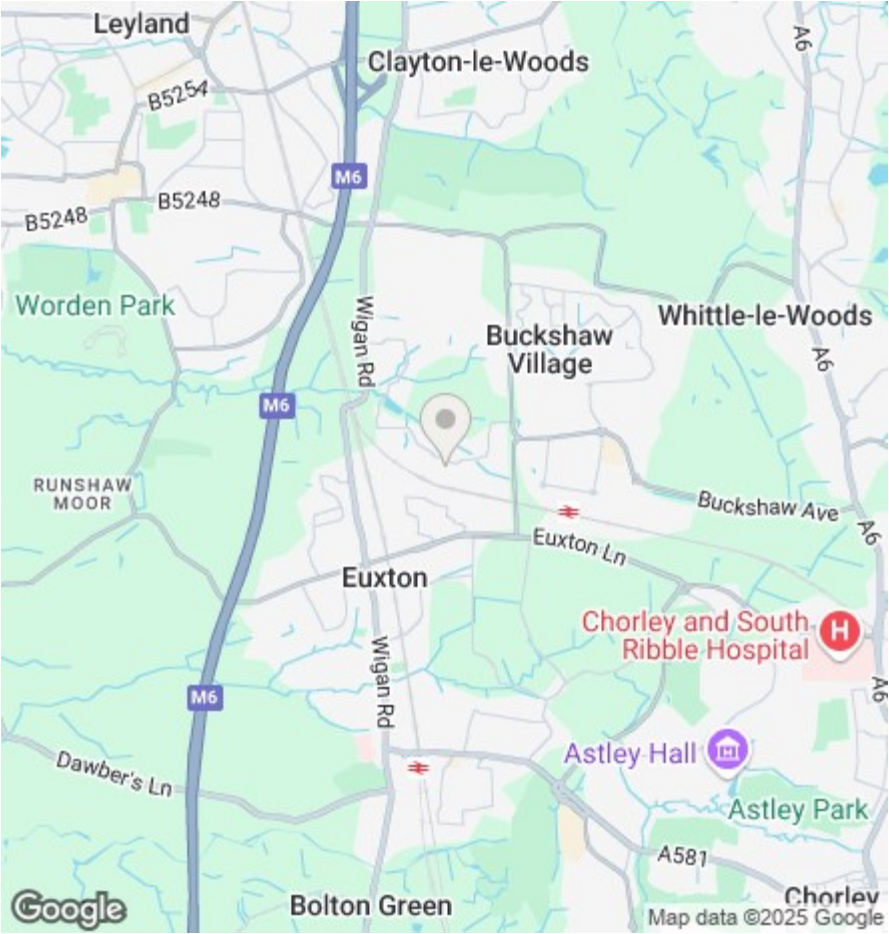 Leyland
A6
Clayton-le-Woods
B5254
M6
B5248
B5248
Worden Park
Wigan Rd
Whittle-le-Woods
Buckshaw
Village
A6
M6
RUNSHAW
MOOR
Buckshaw Ave
A6
Euxton Ln
Euxton
Chorley and South
Ribble Hospital
H
Wigan Rd
M6
A6
Astley Hall
Dawber's Ln
Astley Park
A581
Chorley
Bolton Green
Google
Map data ©2025 Google